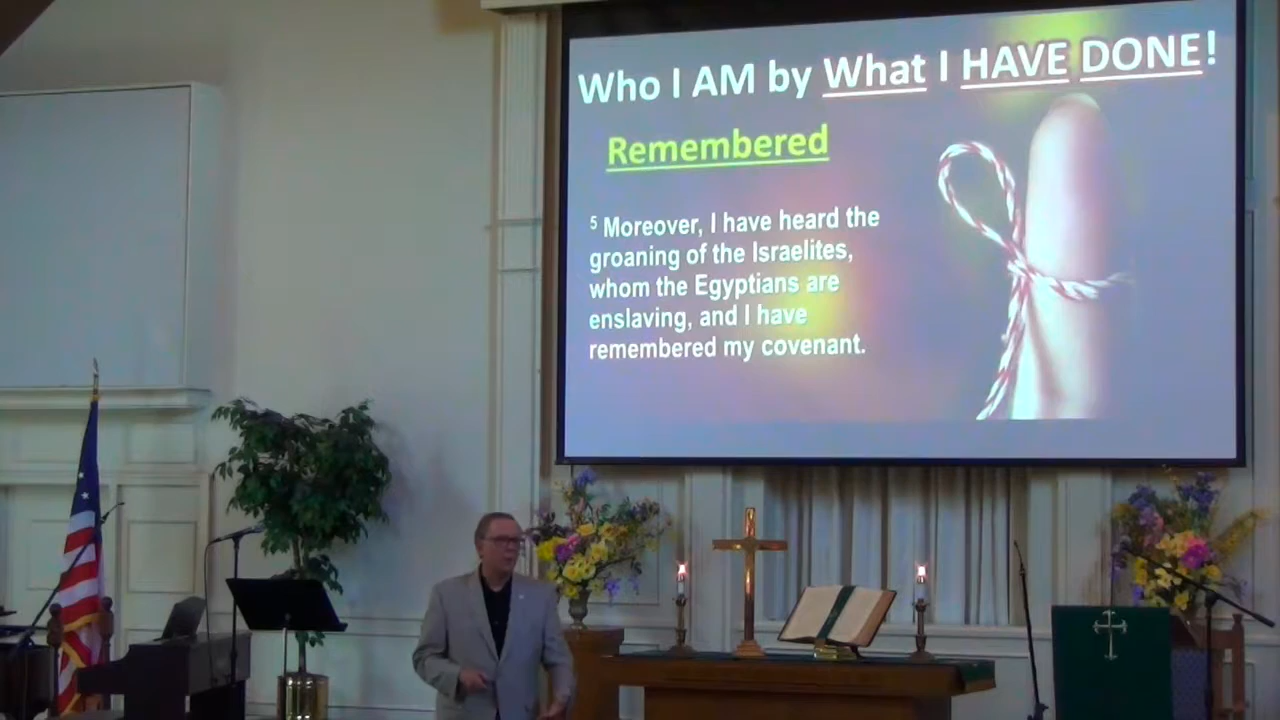 Who I AM by What I HAVE DONE!
Remembered
5 Moreover, I have heard the
groaning of the Israelites,
whom the Egyptians are
enslaving, and I have
remembered my covenant.